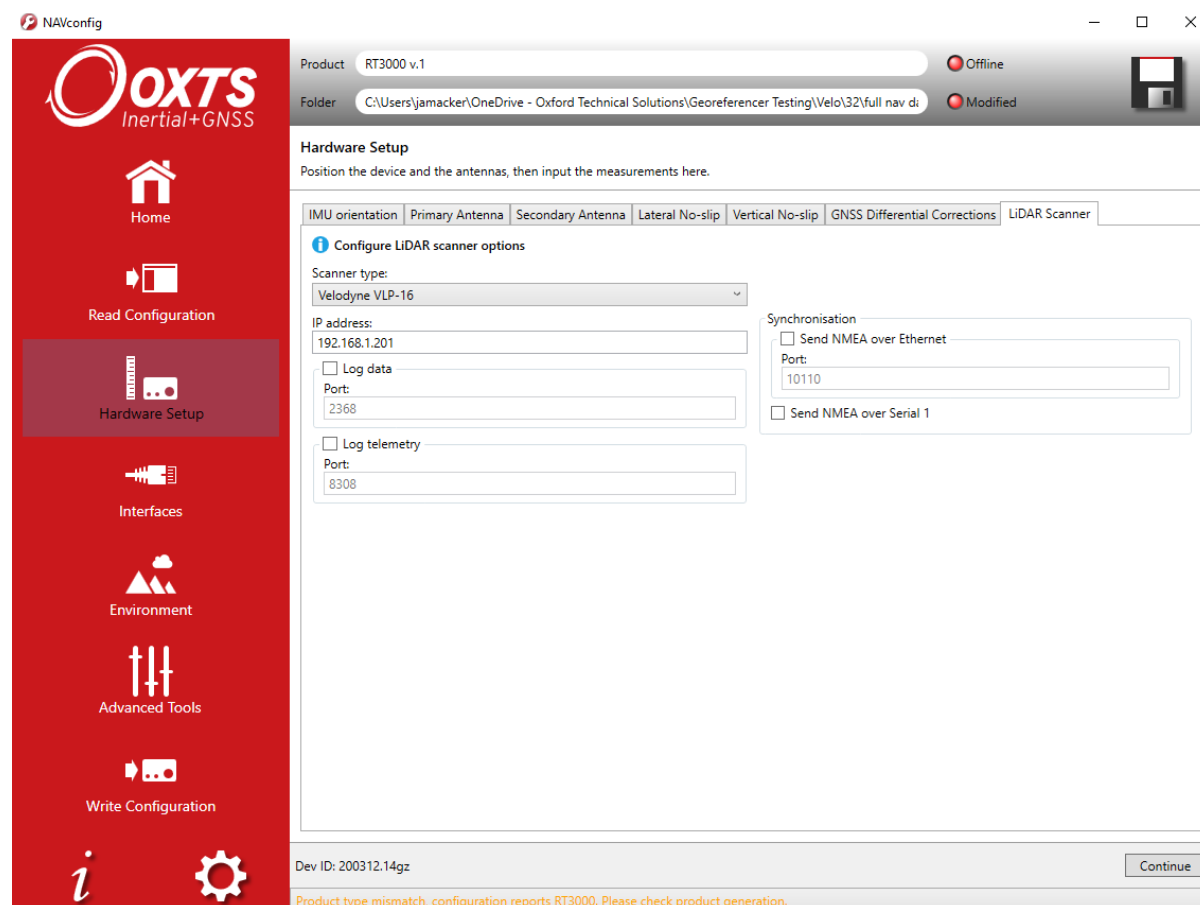 NAVconfig
OXTS
Inertial+GNSS
Product RT3000 v.1 Offline
Folder C:\Users\jamacker\OneDrive - Oxford Technical Solutions\Georeferencer Testing\Velo\32\full nav da Modified
Hardware Setup
Position the device and the antennas, then input the measurements here.
Home
Read Configuration
Hardware Setup
Interfaces
Environment
Advanced Tools
Write Configuration
IMU orientation Primary Antenna Secondary Antenna Lateral No-slip Vertical No-slip GNSS Differential Corrections LiDAR Scanner
Configure LiDAR scanner options
Scanner type:
Velodyne VLP-16
IP address:
192.168.1.201
Log data
Port:
2368
Log telemetry
Port:
8308
Synchronisation
Send NMEA over Ethernet
Port:
10110
Send NMEA over Serial 1
Dev ID: 200312.14gz
Continue
Product type mismatch, configuration reports RT3000. Please check product generation.